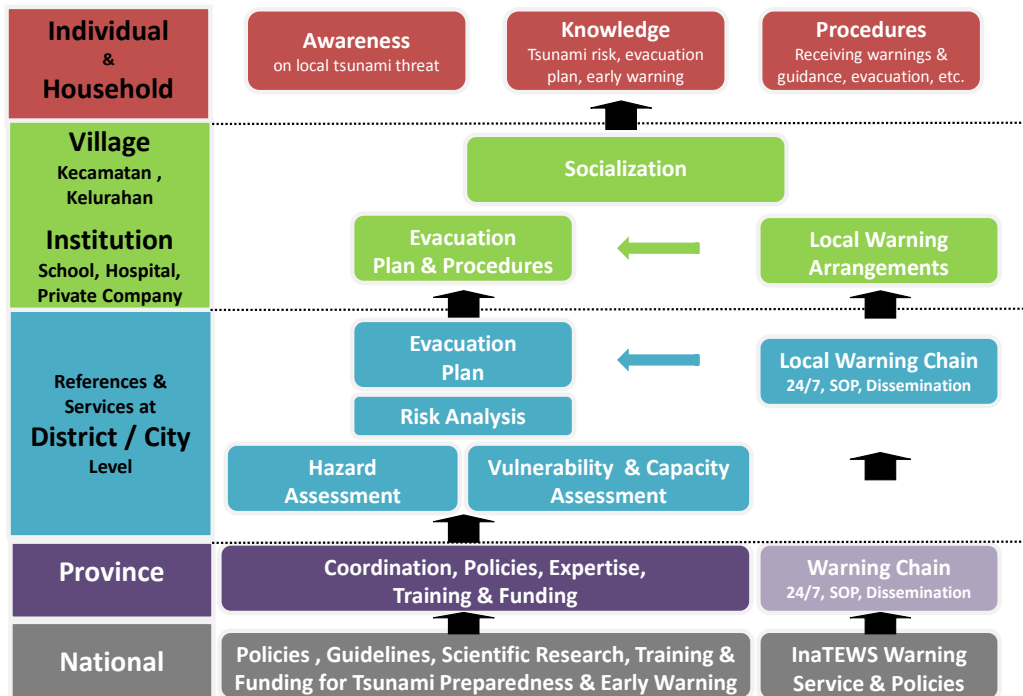 Individual
&
Household
Awareness
on local tsunami threat
Knowledge
Tsunami risk, evacuation
plan, early warning
Procedures
Receiving warnings &
guidance, evacuation, etc.
Village
Kecamatan ,
Kelurahan
Institution
School, Hospital,
Private Company
Socialization
Evacuation
Plan & Procedures
Local Warning
Arrangements
References &
Services at
District / City
Level
Evacuation
Plan
Local Warning Chain
24/7, SOP, Dissemination
Risk Analysis
Hazard
Assessment
Vulnerability & Capacity
Assessment
Province
Coordination, Policies, Expertise,
Training & Funding
Warning Chain
24/7, SOP, Dissemination
National
Policies , Guidelines, Scientific Research, Training &
Funding for Tsunami Preparedness & Early Warning
InaTEWS Warning
Service & Policies